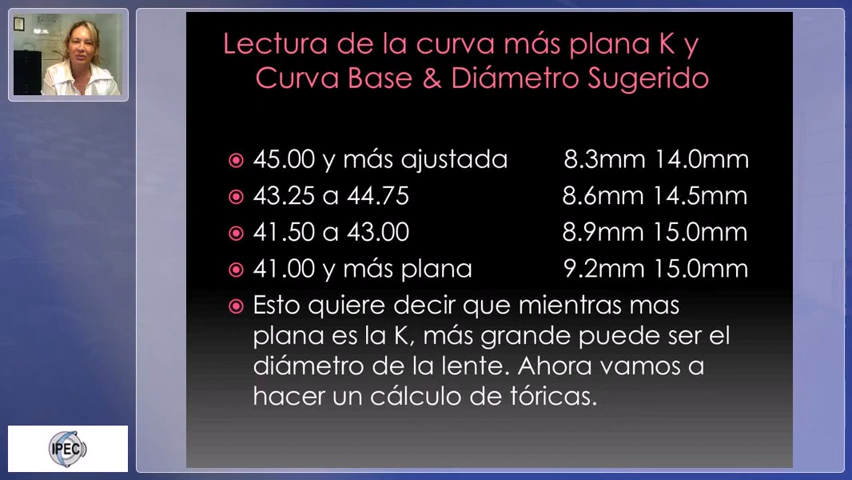 Lectura de la curva más plana K y
Curva Base & Diámetro Sugerido
45.00 y más ajustada 8.3mm 14.0mm
43.25 a 44.75 8.6mm 14.5mm
41.50 a 43.00 8.9mm 15.0mm
41.00 y más plana 9.2mm 15.0mm
Esto quiere decir que mientras mas
plana es la K, más grande puede ser el
diámetro de la lente. Ahora vamos a
hacer un cálculo de tóricas.
IPEC